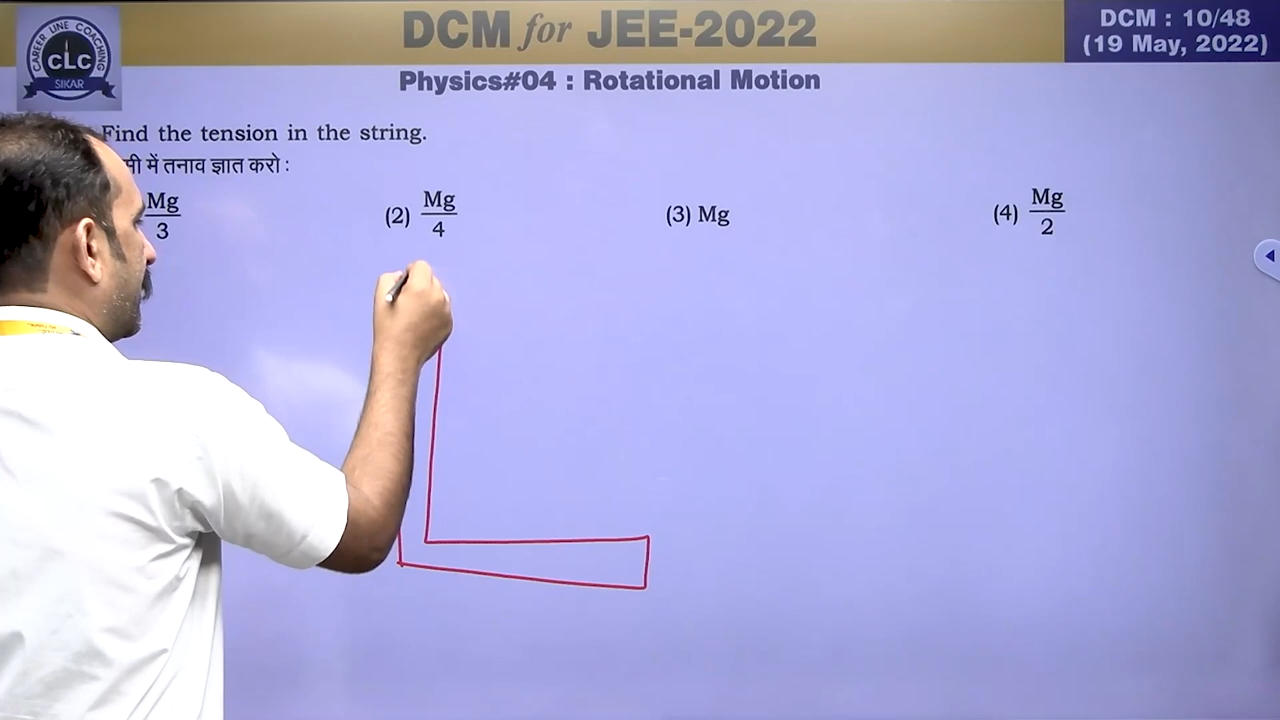 DCM for JEE-2022
DCM : 10/48
(19 May, 2022)
CAREER LINE COACHING
CLC
SIKAR
Physics#04 : Rotational Motion
Find the tension in the string.
में तनाव ज्ञात करो :
Mg/3
(2) Mg/4
(3) Mg
(4) Mg/2